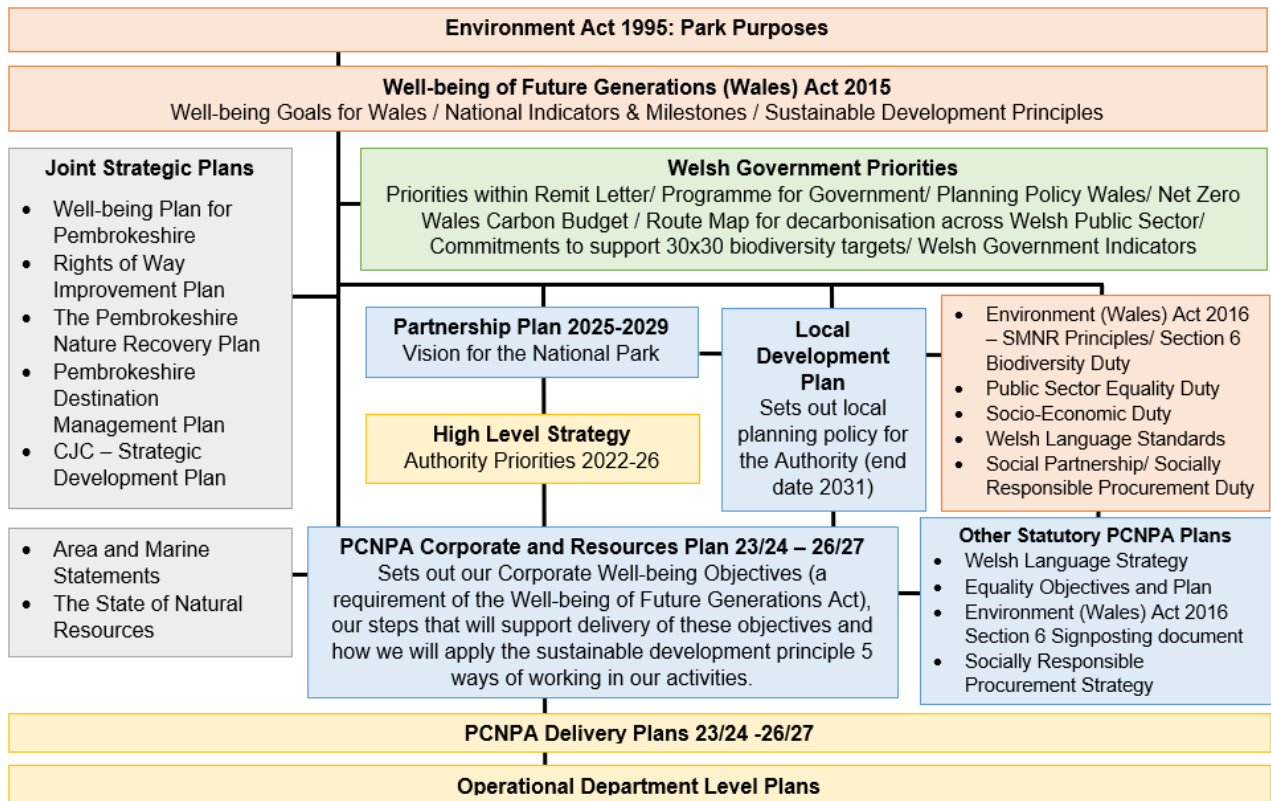 Environment Act 1995: Park Purposes
Well-being of Future Generations (Wales) Act 2015
Well-being Goals for Wales / National Indicators & Milestones / Sustainable Development Principles
Joint Strategic Plans
• Well-being Plan for
Pembrokeshire
• Rights of Way
Improvement Plan
• The Pembrokeshire
Nature Recovery Plan
• Pembrokeshire
Destination
Management Plan
• CJC – Strategic
Development Plan
Welsh Government Priorities
Priorities within Remit Letter/ Programme for Government/ Planning Policy Wales/ Net Zero
Wales Carbon Budget / Route Map for decarbonisation across Welsh Public Sector/
Commitments to support 30x30 biodiversity targets/ Welsh Government Indicators
Partnership Plan 2025-2029
Vision for the National Park
Local
Development
Plan
Sets out local
planning policy for
the Authority (end
date 2031)
• Environment (Wales) Act 2016
– SMNR Principles/ Section 6
Biodiversity Duty
• Public Sector Equality Duty
• Socio-Economic Duty
• Welsh Language Standards
• Social Partnership/ Socially
Responsible Procurement Duty
High Level Strategy
Authority Priorities 2022-26
• Area and Marine
Statements
• The State of Natural
Resources
PCNPA Corporate and Resources Plan 23/24 – 26/27
Sets out our Corporate Well-being Objectives (a
requirement of the Well-being of Future Generations Act),
our steps that will support delivery of these objectives and
how we will apply the sustainable development principle 5
ways of working in our activities.
Other Statutory PCNPA Plans
• Welsh Language Strategy
• Equality Objectives and Plan
• Environment (Wales) Act 2016
Section 6 Signposting document
• Socially Responsible
Procurement Strategy
PCNPA Delivery Plans 23/24 -26/27
Operational Department Level Plans